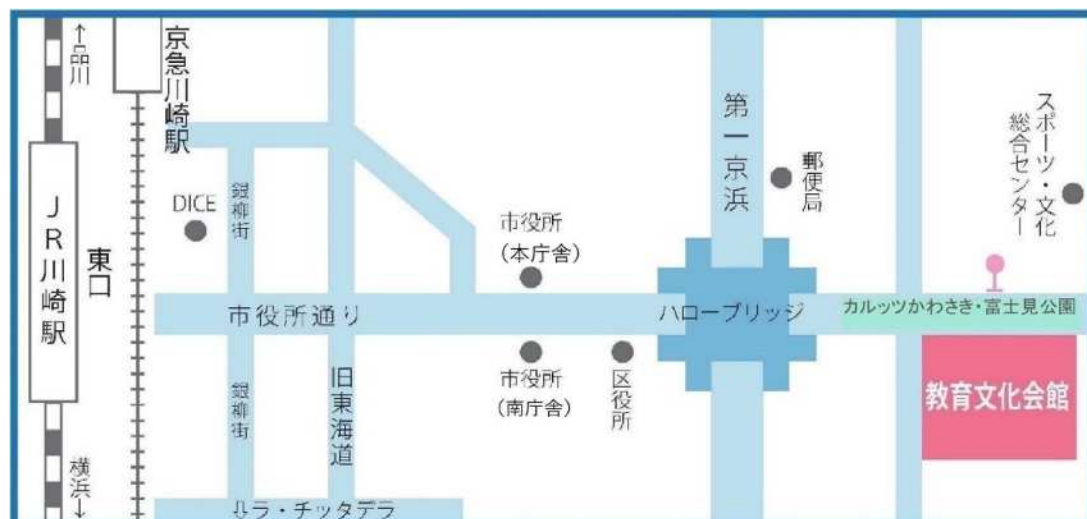 ↑品川
京急川崎駅
JR川崎駅
東口
横浜↓
DICE
銀柳街
市役所
(本庁舎)
第一京浜
郵便局
スポーツ・文化
総合センター
市役所通り
ハローブリッジ
カルッツかわさき・富士見公園
銀柳街
旧東海道
市役所
(南庁舎)
区役所
教育文化会館
⇩ラ・チッタデラ